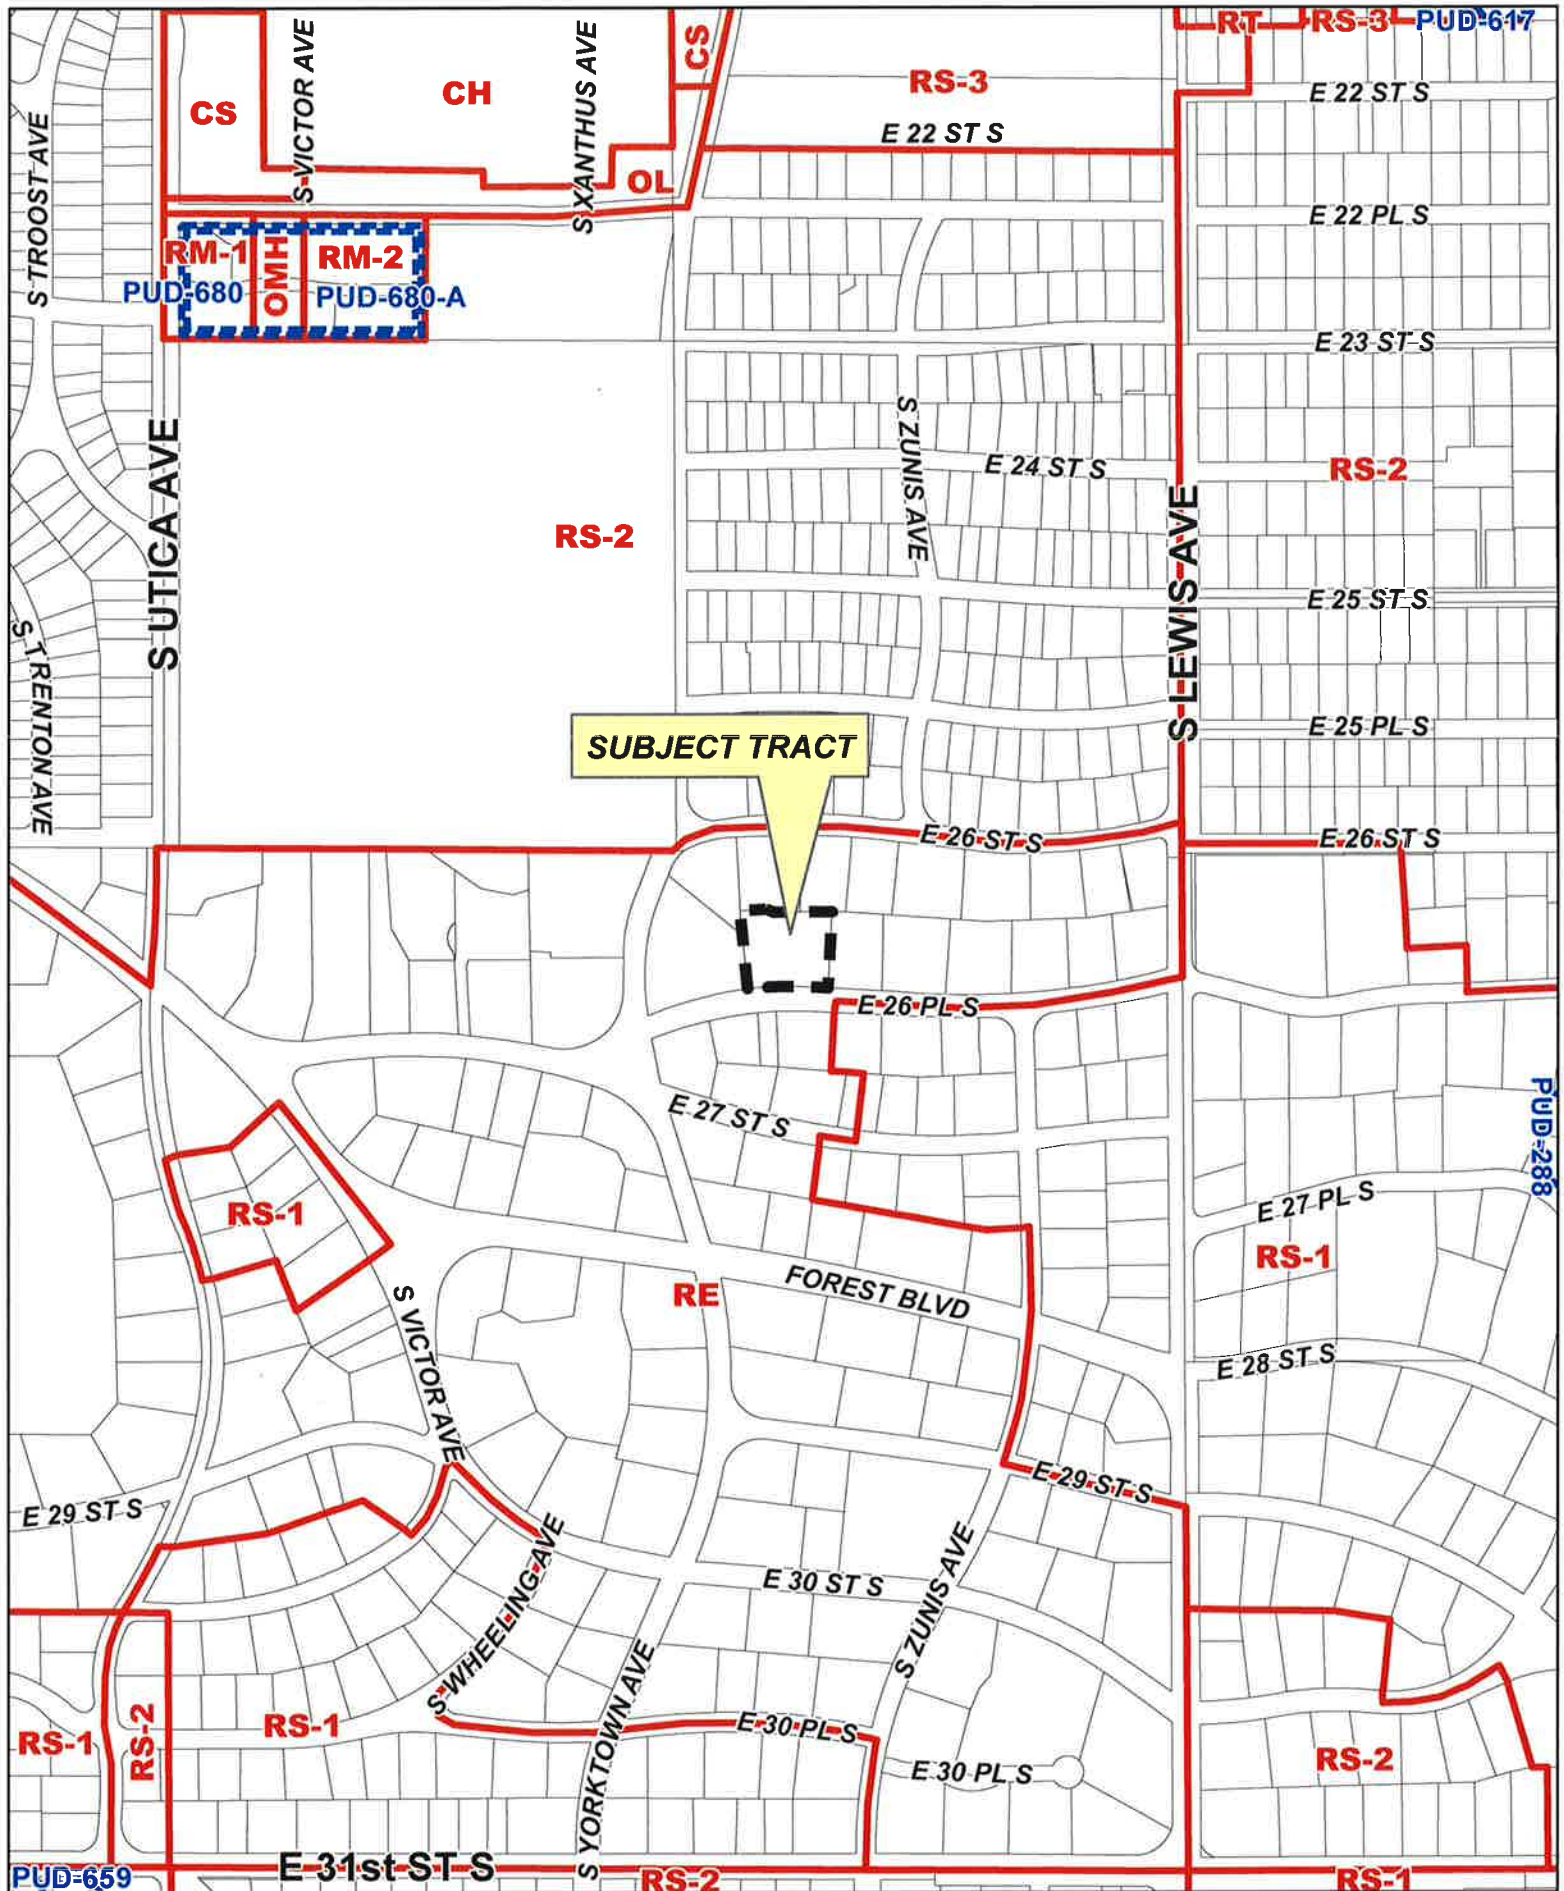 RT
RS-3
PUD-617
S VICTOR AVE
S XANTHUS AVE
CS
CH
RS-3
CS
E 22 ST S
E 22 ST S
S TROOST AVE
OL
E 22 PL S
RM-1
OMH
RM-2
PUD-680
PUD-680-A
E 23 ST S
S ZUNIS AVE
E 24 ST S
RS-2
S UTICA AVE
RS-2
S LEWIS AVE
E 25 ST S
S TRENTON AVE
E 25 PL S
SUBJECT TRACT
E 26 ST S
E 26 ST S
E 26 PL S
E 27 ST S
PUD-288
E 27 PL S
RS-1
RS-1
FOREST BLVD
RE
S VICTOR AVE
E 28 ST S
E 29 ST S
E 29 ST S
S WHEELING AVE
E 30 ST S
S ZUNIS AVE
S YORKTOWN AVE
RS-1
RS-2
RS-1
E 30 PL S
E 30 PL S
RS-2
E 31st ST S
PUD-659
RS-2
RS-1